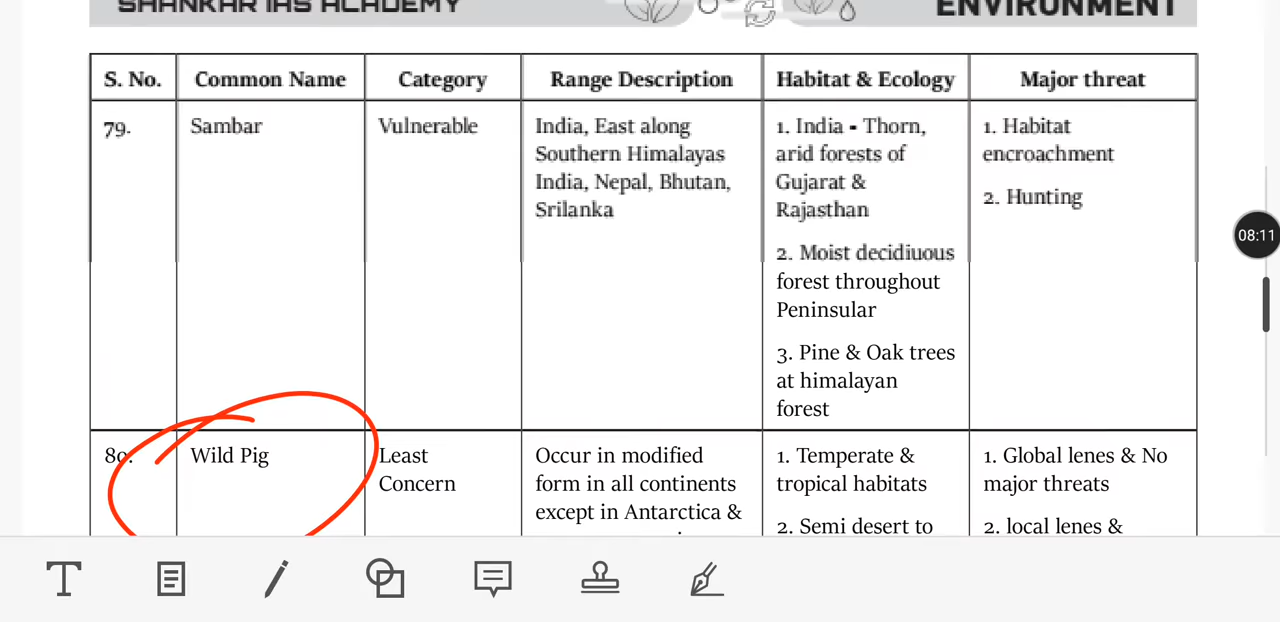 SHANKAR IAS ACADEMY
ENVIRONMENT
S. No.
Common Name
Category
Range Description
Habitat & Ecology
Major threat
79.
Sambar
Vulnerable
India, East along
Southern Himalayas
India, Nepal, Bhutan,
Srilanka
1. India - Thorn,
arid forests of
Gujarat &
Rajasthan
2. Moist decidiuous
forest throughout
Peninsular
3. Pine & Oak trees
at himalayan
forest
1. Habitat
encroachment
2. Hunting
80.
Wild Pig
Least
Concern
Occur in modified
form in all continents
except in Antarctica &
1. Temperate &
tropical habitats
2. Semi desert to
1. Global lenes & No
major threats
2. local lenes &
08:11
T